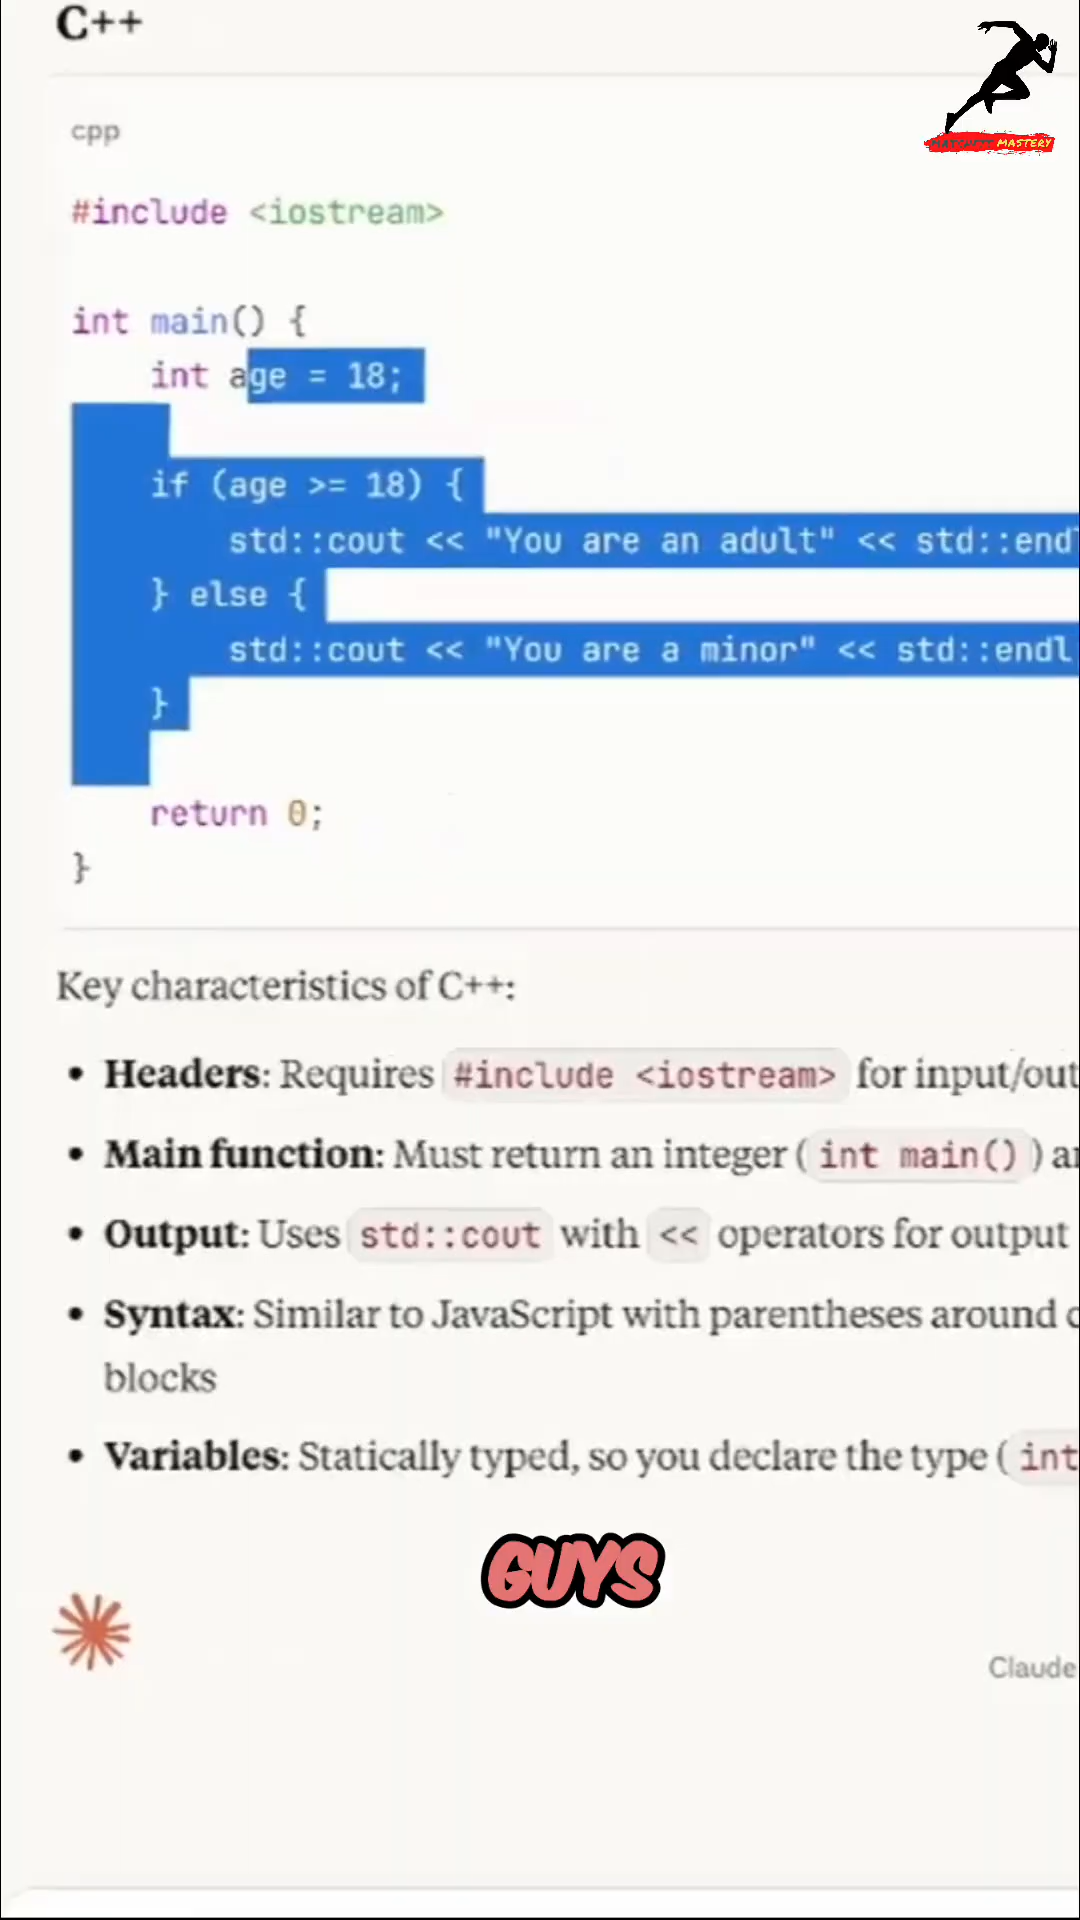 C++
MASTERY
cpp
#include <iostream>
int main() {
int age = 18;
if (age >= 18) {
std::cout << "You are an adult" << std::endl
} else {
std::cout << "You are a minor" << std::endl
}
return 0;
}
Key characteristics of C++:
• Headers: Requires #include <iostream> for input/out
• Main function: Must return an integer ( int main() ) an
• Output: Uses std::cout with << operators for output
• Syntax: Similar to JavaScript with parentheses around c
blocks
• Variables: Statically typed, so you declare the type ( int
GUYS
Claude